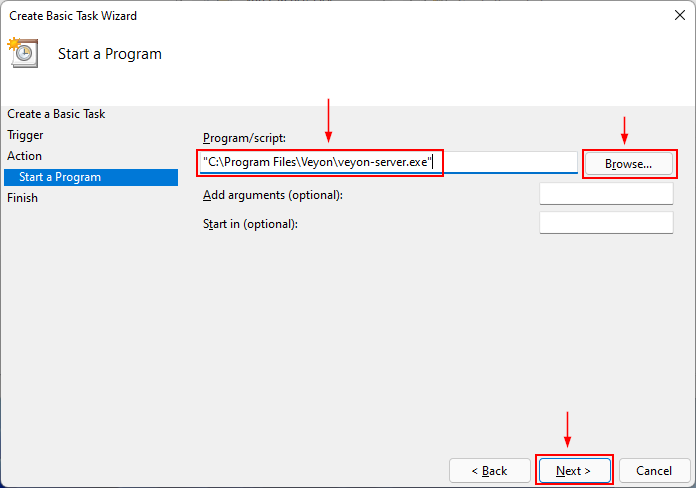 Create Basic Task Wizard
Start a Program
Create a Basic Task
Trigger
Action
Start a Program
Finish
Program/script:
"C:\Program Files\Veyon\veyon-server.exe"
Browse...
Add arguments (optional):
Start in (optional):
< Back
Next >
Cancel